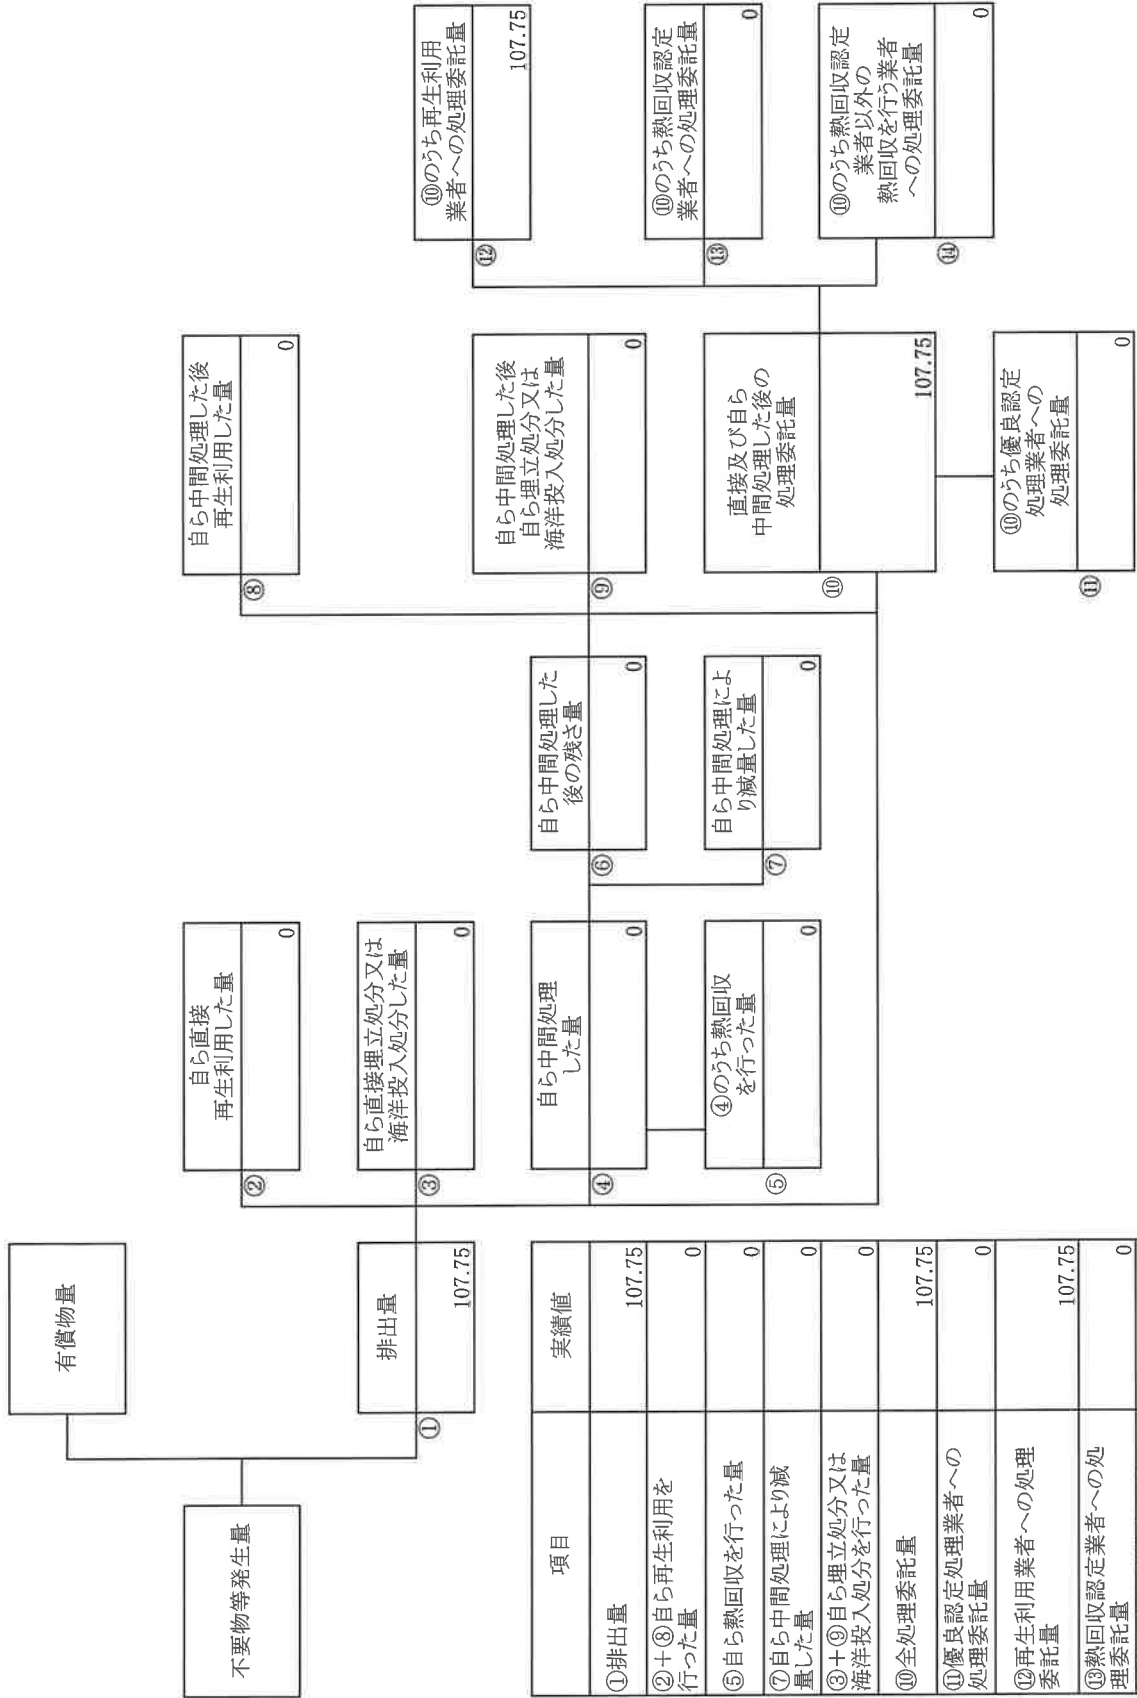 不要物等発生量
有償物量
①
排出量
107.75
②
自ら直接
再生利用した量
0
③
自ら直接埋立処分又は
海洋投入処分した量
0
④
自ら中間処理
した量
0
⑤
④のうち熱回収
を行った量
0
⑥
自ら中間処理した
後の残さ量
0
⑦
自ら中間処理によ
り減量した量
0
⑧
自ら中間処理した後
再生利用した量
0
⑨
自ら中間処理した後
自ら埋立処分又は
海洋投入処分した量
0
⑩
直接及び自ら
中間処理した後の
処理委託量
107.75
⑪
⑩のうち優良認定
処理業者への
処理委託量
0
⑫
⑩のうち再生利用
業者への処理委託量
107.75
⑬
⑩のうち熱回収認定
業者への処理委託量
0
⑭
⑩のうち熱回収認定
業者以外の
熱回収を行う業者
への処理委託量
0
項目 実績値
①排出量 107.75
②+⑧自ら再生利用を
行った量 0
⑤自ら熱回収を行った量 0
⑦自ら中間処理により減
量した量 0
③+⑨自ら埋立処分又は
海洋投入処分を行った量 0
⑩全処理委託量 107.75
⑪優良認定処理業者への
処理委託量 0
⑫再生利用業者への処理
委託量 107.75
⑬熱回収認定業者への処
理委託量 0